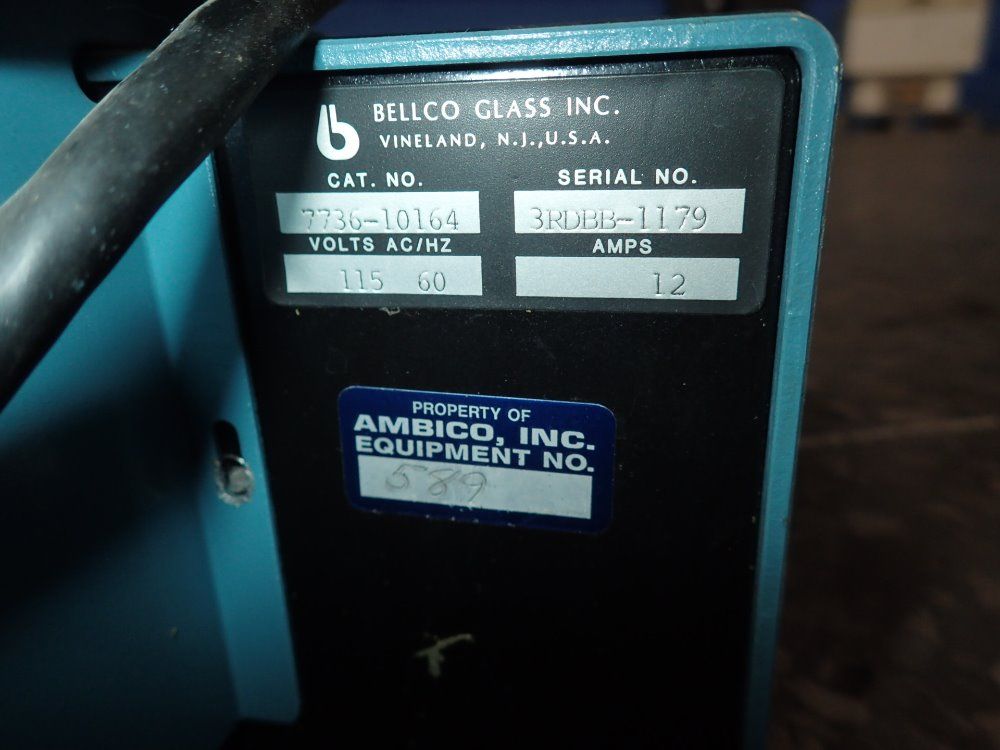 BELLCO GLASS INC.
VINELAND, N.J., U.S.A.
CAT. NO. SERIAL NO.
7736-10164 3RDBB-1179
VOLTS AC/HZ AMPS
115 60 12
PROPERTY OF
AMBICO, INC.
EQUIPMENT NO.
589